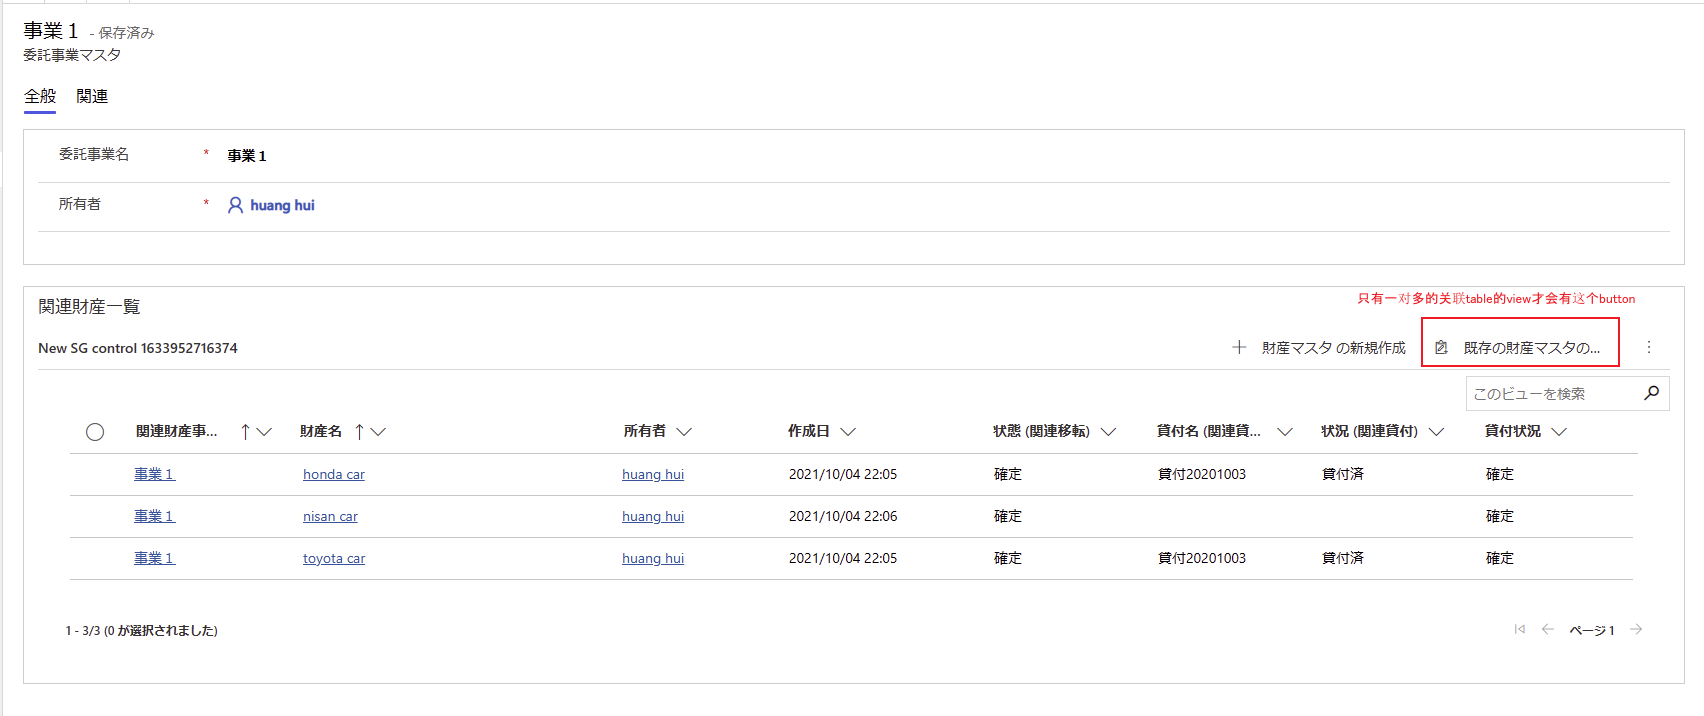 事業 1 - 保存済み
委託事業マスタ
全般 関連
委託事業名 * 事業 1
所有者 * huang hui
関連財産一覧
只有一对多的关联table的view才会有这个button
New SG control 1633952716374
+ 財産マスタ の新規作成 既存の財産マスタの...
このビューを検索
関連財産事... ↑ 財産名 ↑ 所有者 作成日 状態 (関連移転) 貸付名 (関連貸... 状況 (関連貸付) 貸付状況
事業 1 honda car huang hui 2021/10/04 22:05 確定 貸付20201003 貸付済 確定
事業 1 nisan car huang hui 2021/10/04 22:06 確定 確定
事業 1 toyota car huang hui 2021/10/04 22:05 確定 貸付20201003 貸付済 確定
1 - 3/3 (0 が選択されました) ページ 1